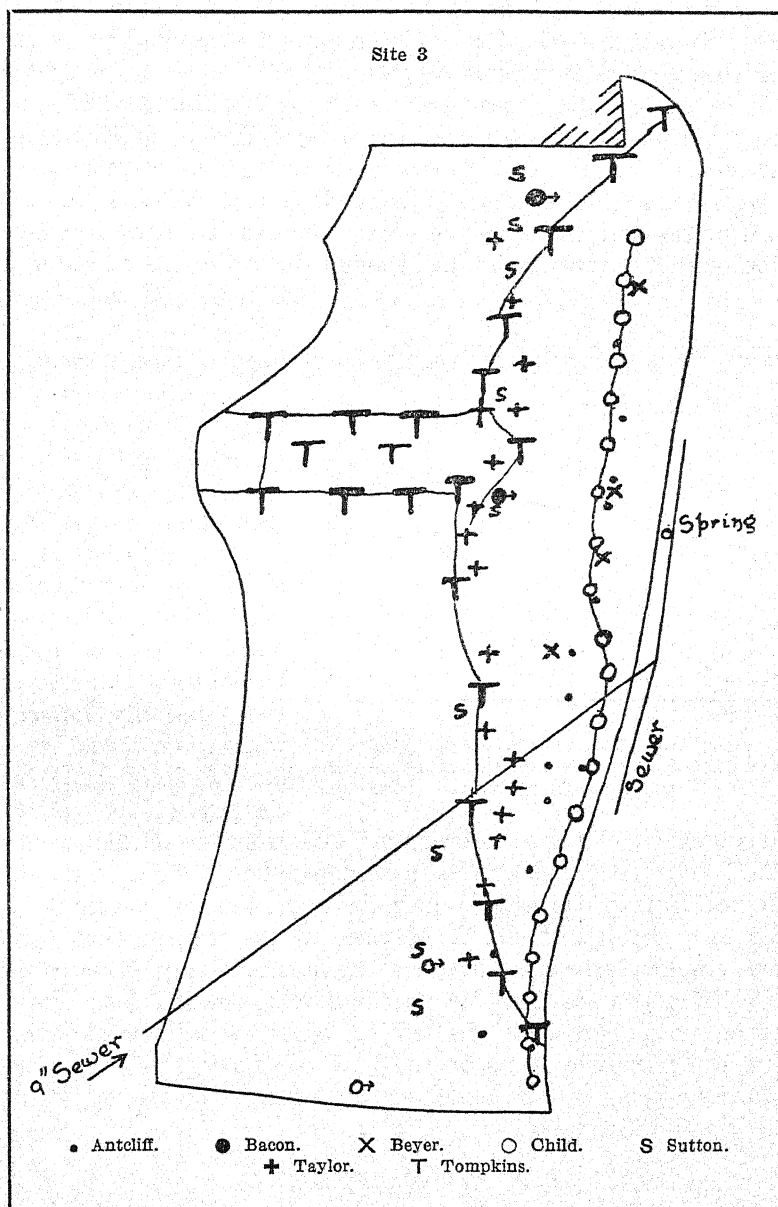 Site 3
Spring
Sewer
9" Sewer
• Antcliff. ● Bacon. X Beyer. O Child. S Sutton.
+ Taylor. T Tompkins.